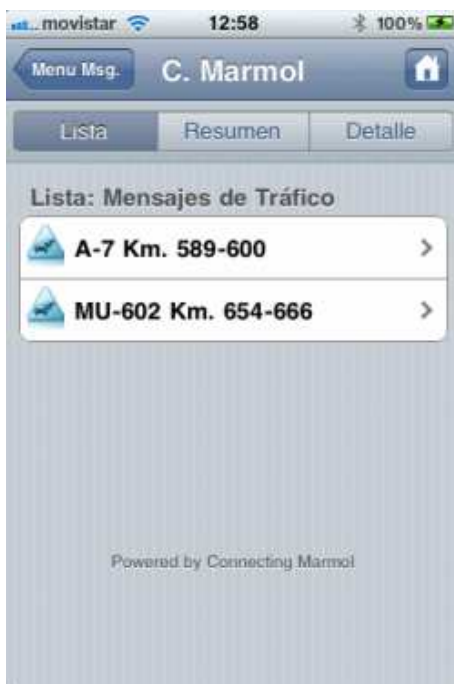 movistar 12:58 100%
Menu Msg. C. Marmol
Lista Resumen Detalle
Lista: Mensajes de Tráfico
A-7 Km. 589-600
MU-602 Km. 654-666
Powered by Connecting Marmol